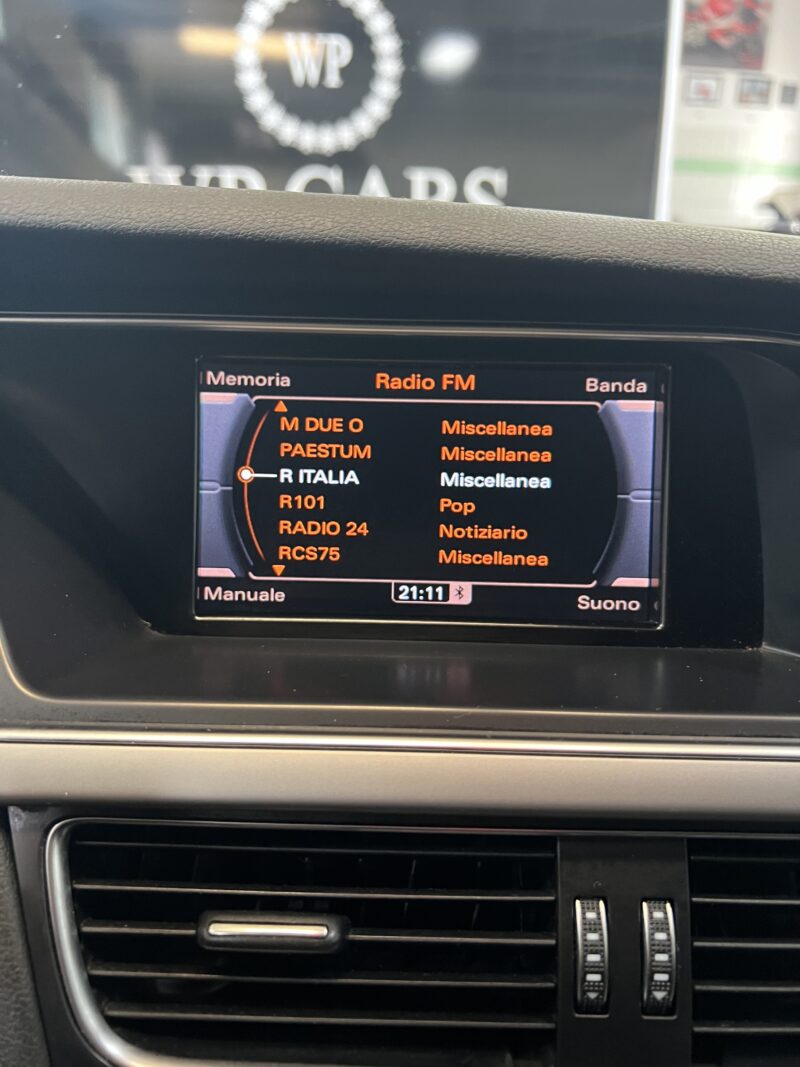 WP
WP CARS
Memoria Radio FM Banda
M DUE O Miscellanea
PAESTUM Miscellanea
R ITALIA Miscellanea
R101 Pop
RADIO 24 Notiziario
RCS75 Miscellanea
Manuale 21:11 Suono